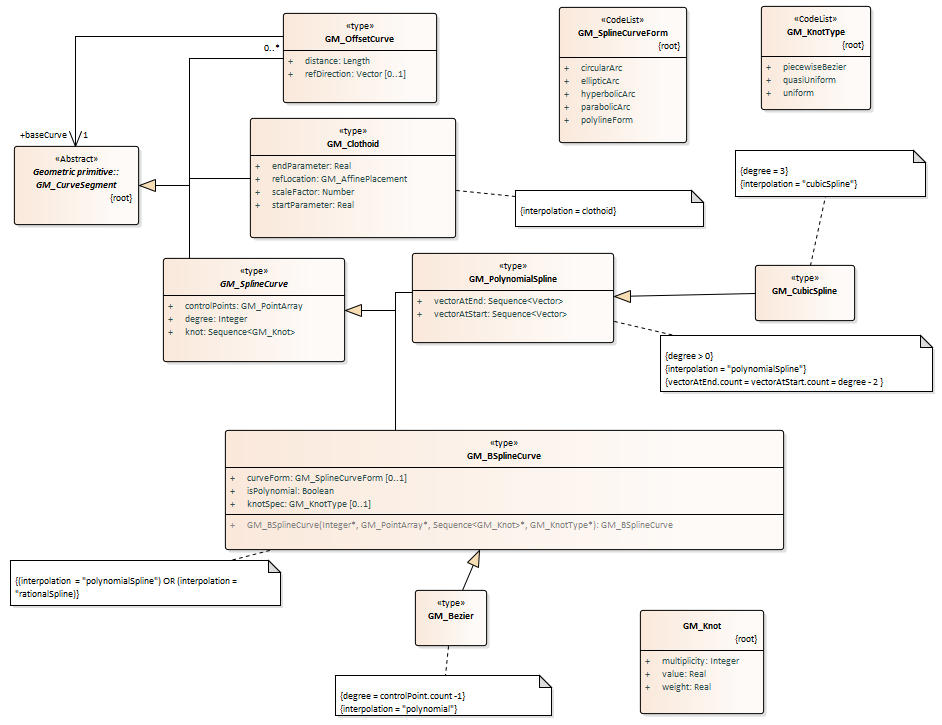 «type»
GM_OffsetCurve
+ distance: Length
+ refDirection: Vector [0..1]
0..*
+baseCurve
1
«CodeList»
GM_SplineCurveForm
{root}
+ circularArc
+ ellipticArc
+ hyperbolicArc
+ parabolicArc
+ polylineForm
«CodeList»
GM_KnotType
{root}
+ piecewiseBezier
+ quasiUniform
+ uniform
«Abstract»
Geometric primitive::
GM_CurveSegment
{root}
«type»
GM_Clothoid
+ endParameter: Real
+ refLocation: GM_AffinePlacement
+ scaleFactor: Number
+ startParameter: Real
{interpolation = clothoid}
{degree = 3}
{interpolation = "cubicSpline"}
«type»
GM_SplineCurve
+ controlPoints: GM_PointArray
+ degree: Integer
+ knot: Sequence<GM_Knot>
«type»
GM_PolynomialSpline
+ vectorAtEnd: Sequence<Vector>
+ vectorAtStart: Sequence<Vector>
«type»
GM_CubicSpline
{degree > 0}
{interpolation = "polynomialSpline"}
{vectorAtEnd.count = vectorAtStart.count = degree - 2 }
«type»
GM_BSplineCurve
+ curveForm: GM_SplineCurveForm [0..1]
+ isPolynomial: Boolean
+ knotSpec: GM_KnotType [0..1]
+ GM_BSplineCurve(Integer*, GM_PointArray*, Sequence<GM_Knot>*, GM_KnotType*): GM_BSplineCurve
{(interpolation = "polynomialSpline") OR (interpolation =
"rationalSpline)}
«type»
GM_Bezier
{degree = controlPoint.count -1}
{interpolation = "polynomial"}
GM_Knot
{root}
+ multiplicity: Integer
+ value: Real
+ weight: Real